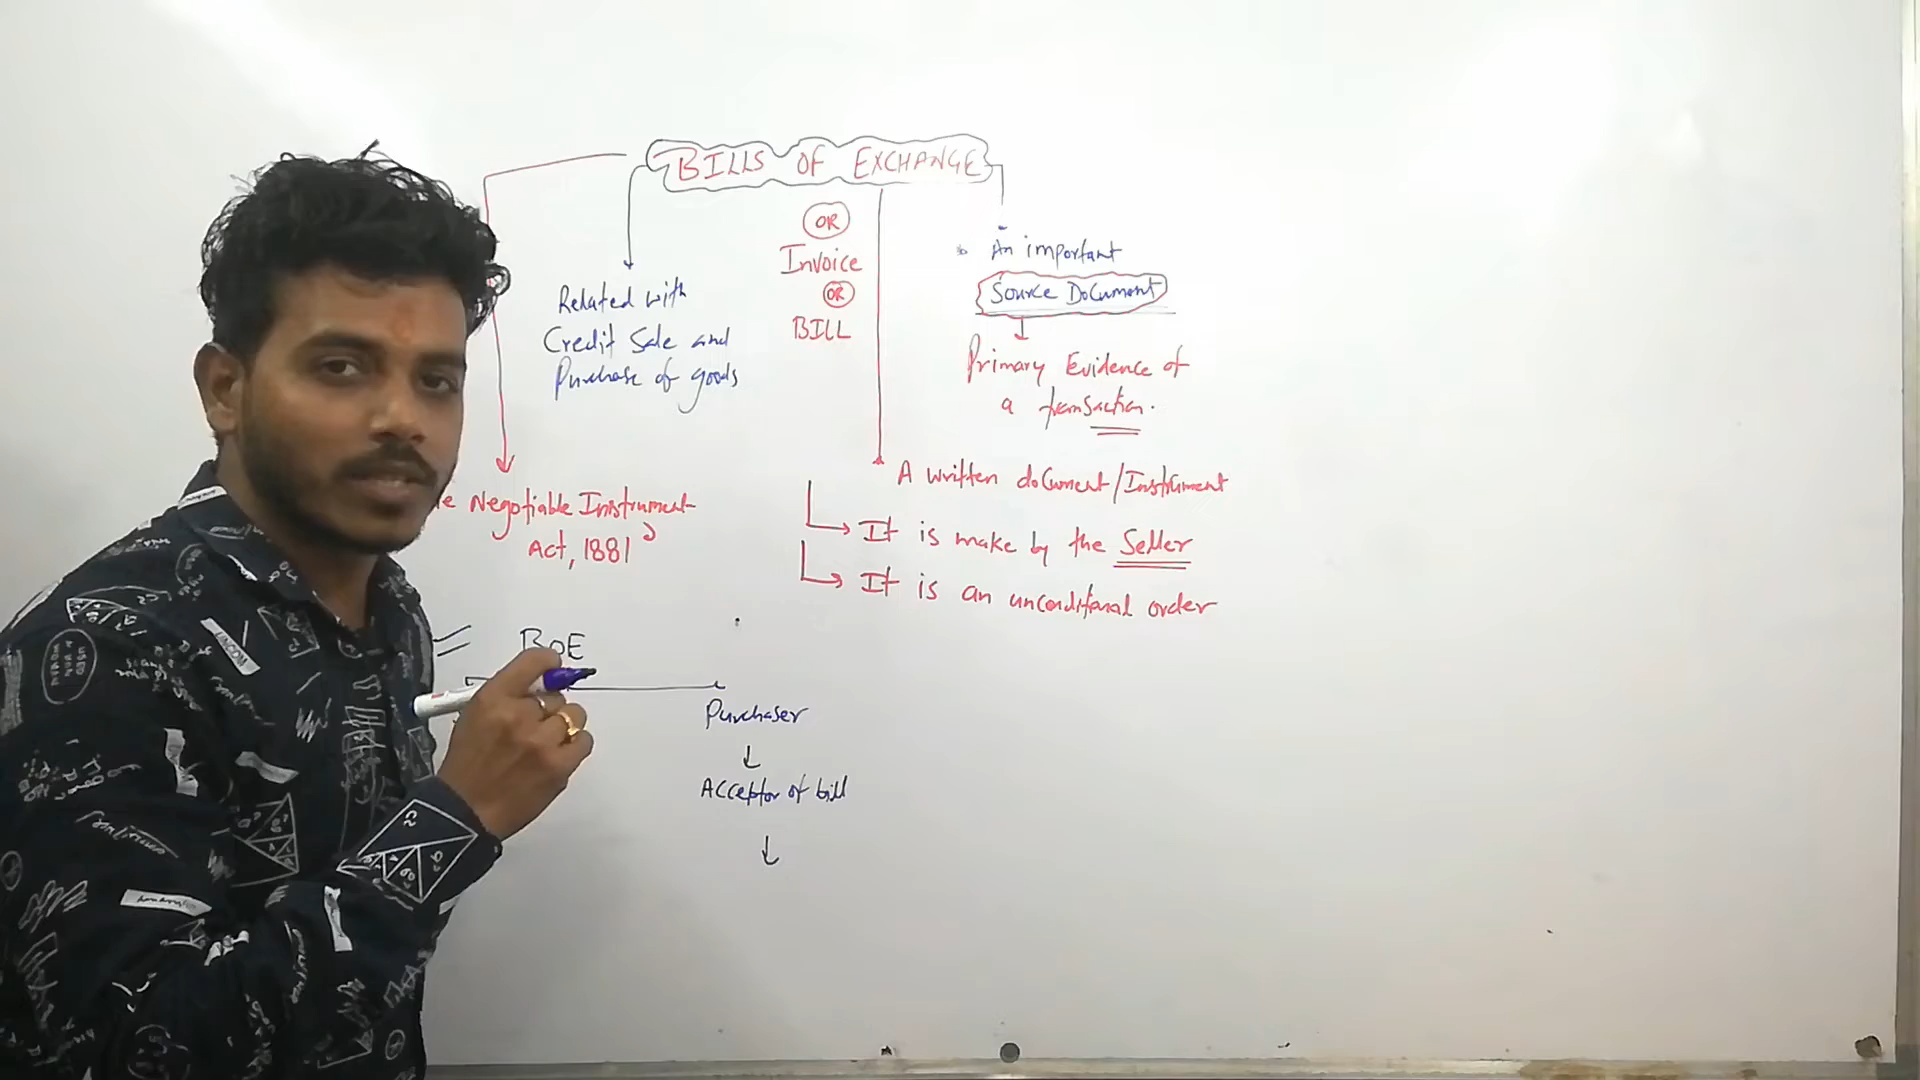 BILLS OF EXCHANGE
OR
Invoice
OR
BILL
Related with
Credit Sale and
Purchase of goods
An important
Source Document
Primary Evidence of
a transaction.
Negotiable Instrument
Act, 1881
A written document/Instrument
It is make by the Seller
It is an unconditional order
BOE
Purchaser
Acceptor of bill